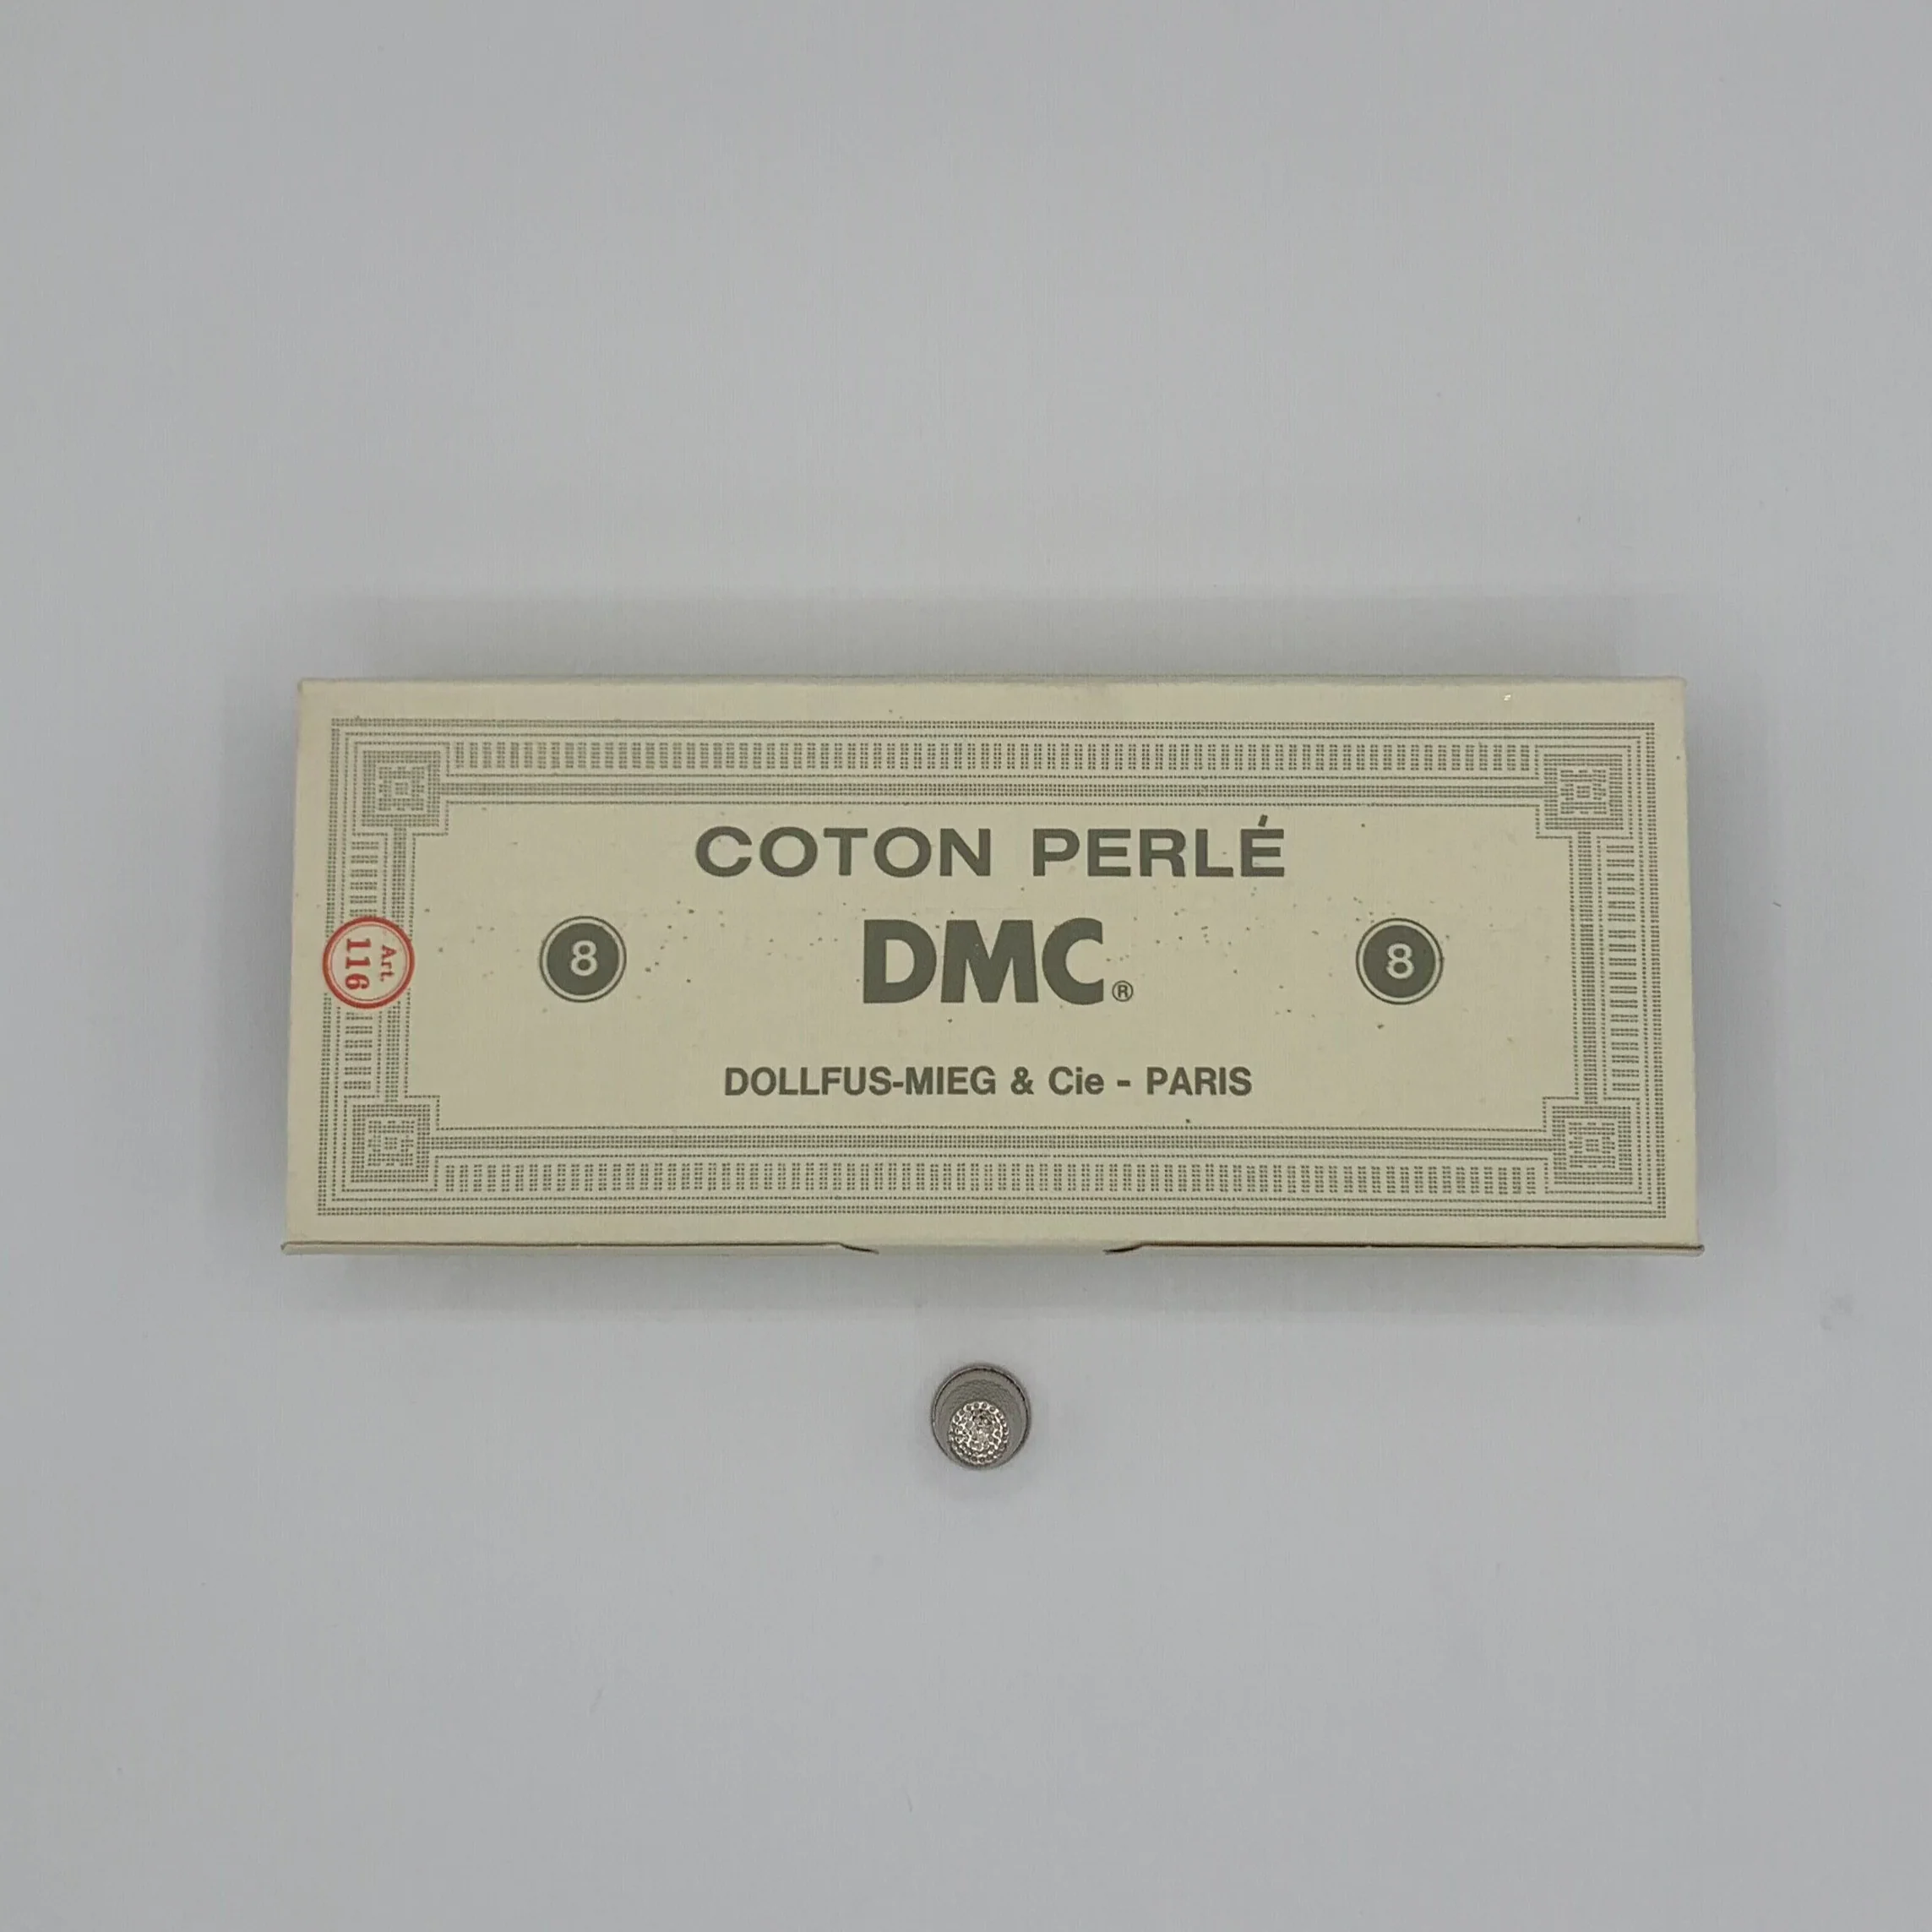 COTON PERLÉ
8 DMC® 8
Art.
116
DOLLFUS-MIEG & Cie - PARIS